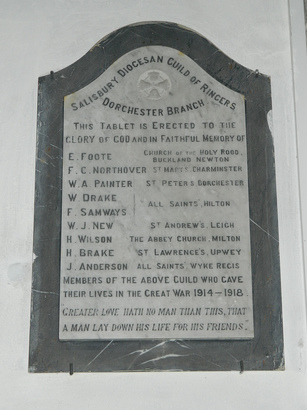 SALISBURY DIOCESAN GUILD OF RINGERS
DORCHESTER BRANCH
THIS TABLET IS ERECTED TO THE
GLORY OF GOD AND IN FAITHFUL MEMORY OF
E. FOOTE CHURCH OF THE HOLY ROOD, BUCKLAND NEWTON
F. C. NORTHOVER ST MARY'S CHARMINSTER
W. A. PAINTER ST PETER'S DORCHESTER
W. DRAKE
F. SAMWAYS ALL SAINTS', HILTON
W. J. NEW ST ANDREW'S, LEIGH
H. WILSON THE ABBEY CHURCH, MILTON
H. BRAKE ST LAWRENCE'S, UPWEY
J. ANDERSON ALL SAINTS' WYKE REGIS
MEMBERS OF THE ABOVE GUILD WHO GAVE
THEIR LIVES IN THE GREAT WAR 1914-1918.
GREATER LOVE HATH NO MAN THAN THIS, THAT
A MAN LAY DOWN HIS LIFE FOR HIS FRIENDS."